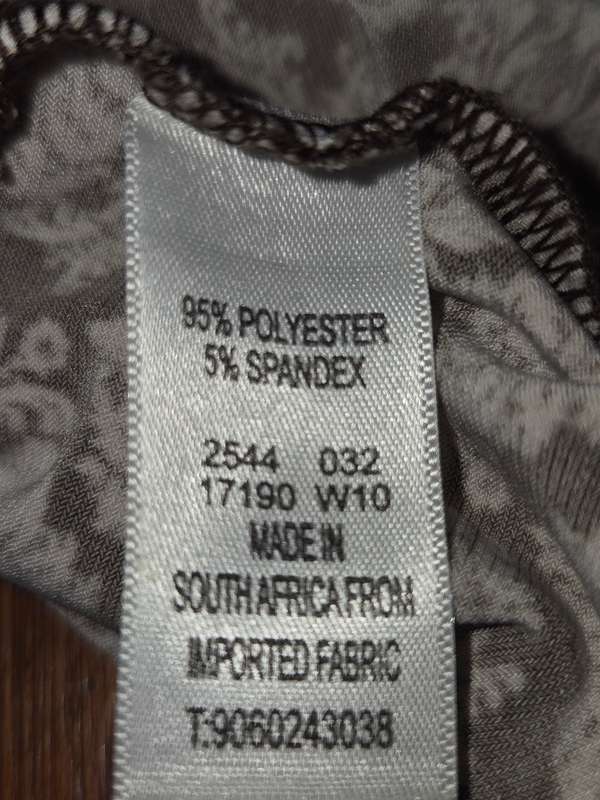 95% POLYESTER
5% SPANDEX
2544 032
17190 W10
MADE IN
SOUTH AFRICA FROM
IMPORTED FABRIC
T:9060243038